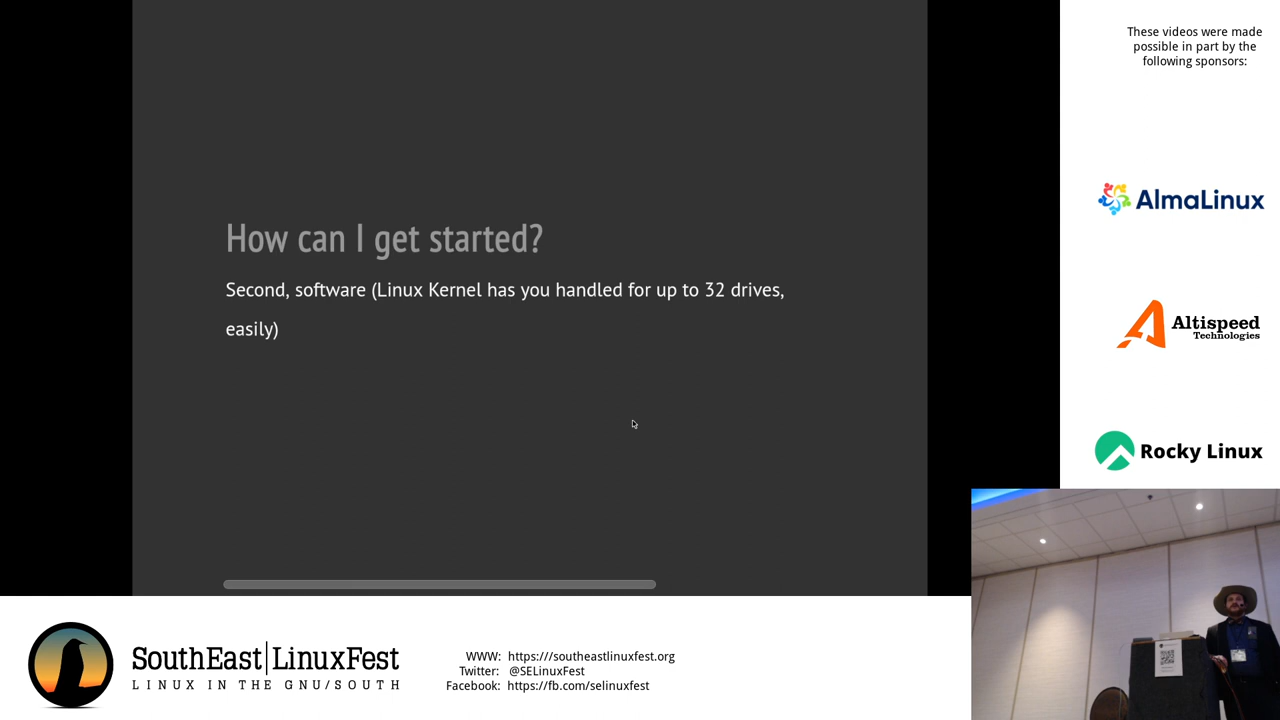 These videos were made
possible in part by the
following sponsors:
AlmaLinux
Altispeed
Technologies
Rocky Linux
How can I get started?
Second, software (Linux Kernel has you handled for up to 32 drives,
easily)
SouthEast|LinuxFest
LINUX IN THE GNU/SOUTH
WWW: https:///southeastlinuxfest.org
Twitter: @SELinuxFest
Facebook: https://fb.com/selinuxfest